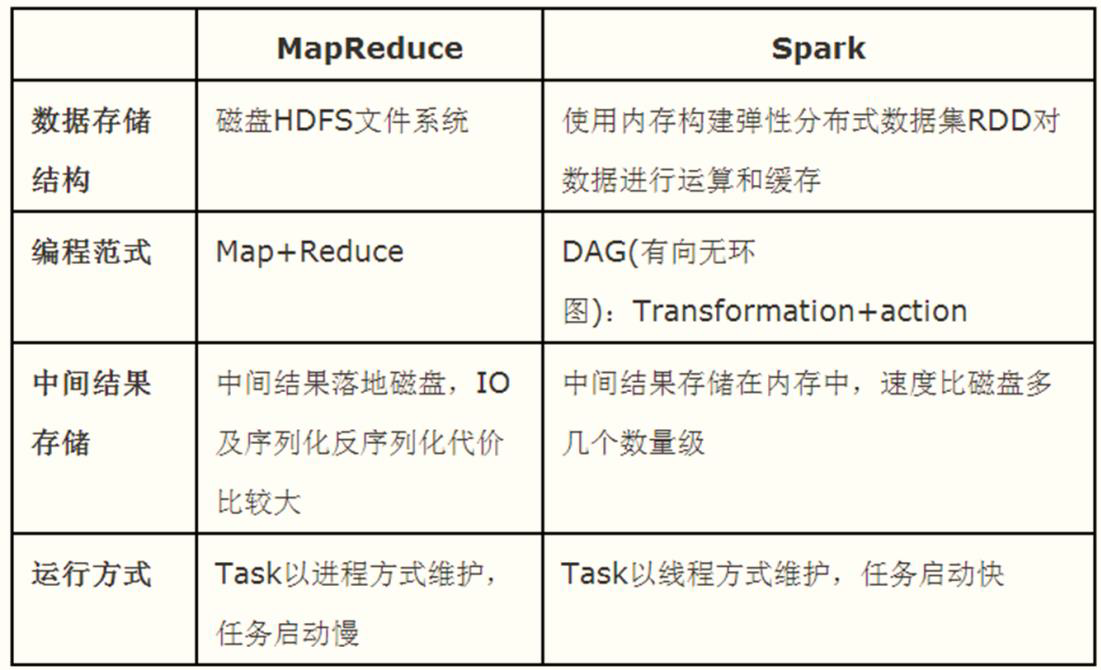 MapReduce
Spark
数据存储
结构
磁盘HDFS文件系统
使用内存构建弹性分布式数据集RDD对
数据进行运算和缓存
编程范式
Map+Reduce
DAG(有向无环
图)：Transformation+action
中间结果
存储
中间结果落地磁盘，IO
及序列化反序列化代价
比较大
中间结果存储在内存中，速度比磁盘多
几个数量级
运行方式
Task以进程方式维护，
任务启动慢
Task以线程方式维护，任务启动快